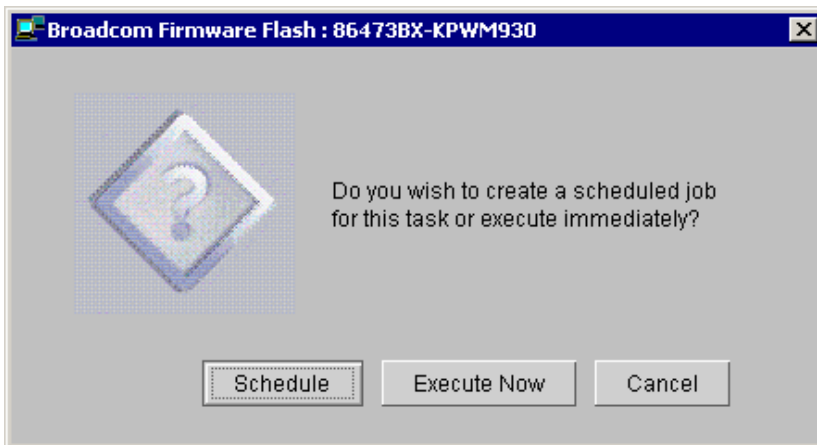 Broadcom Firmware Flash : 86473BX-KPWM930
Do you wish to create a scheduled job
for this task or execute immediately?
Schedule Execute Now Cancel